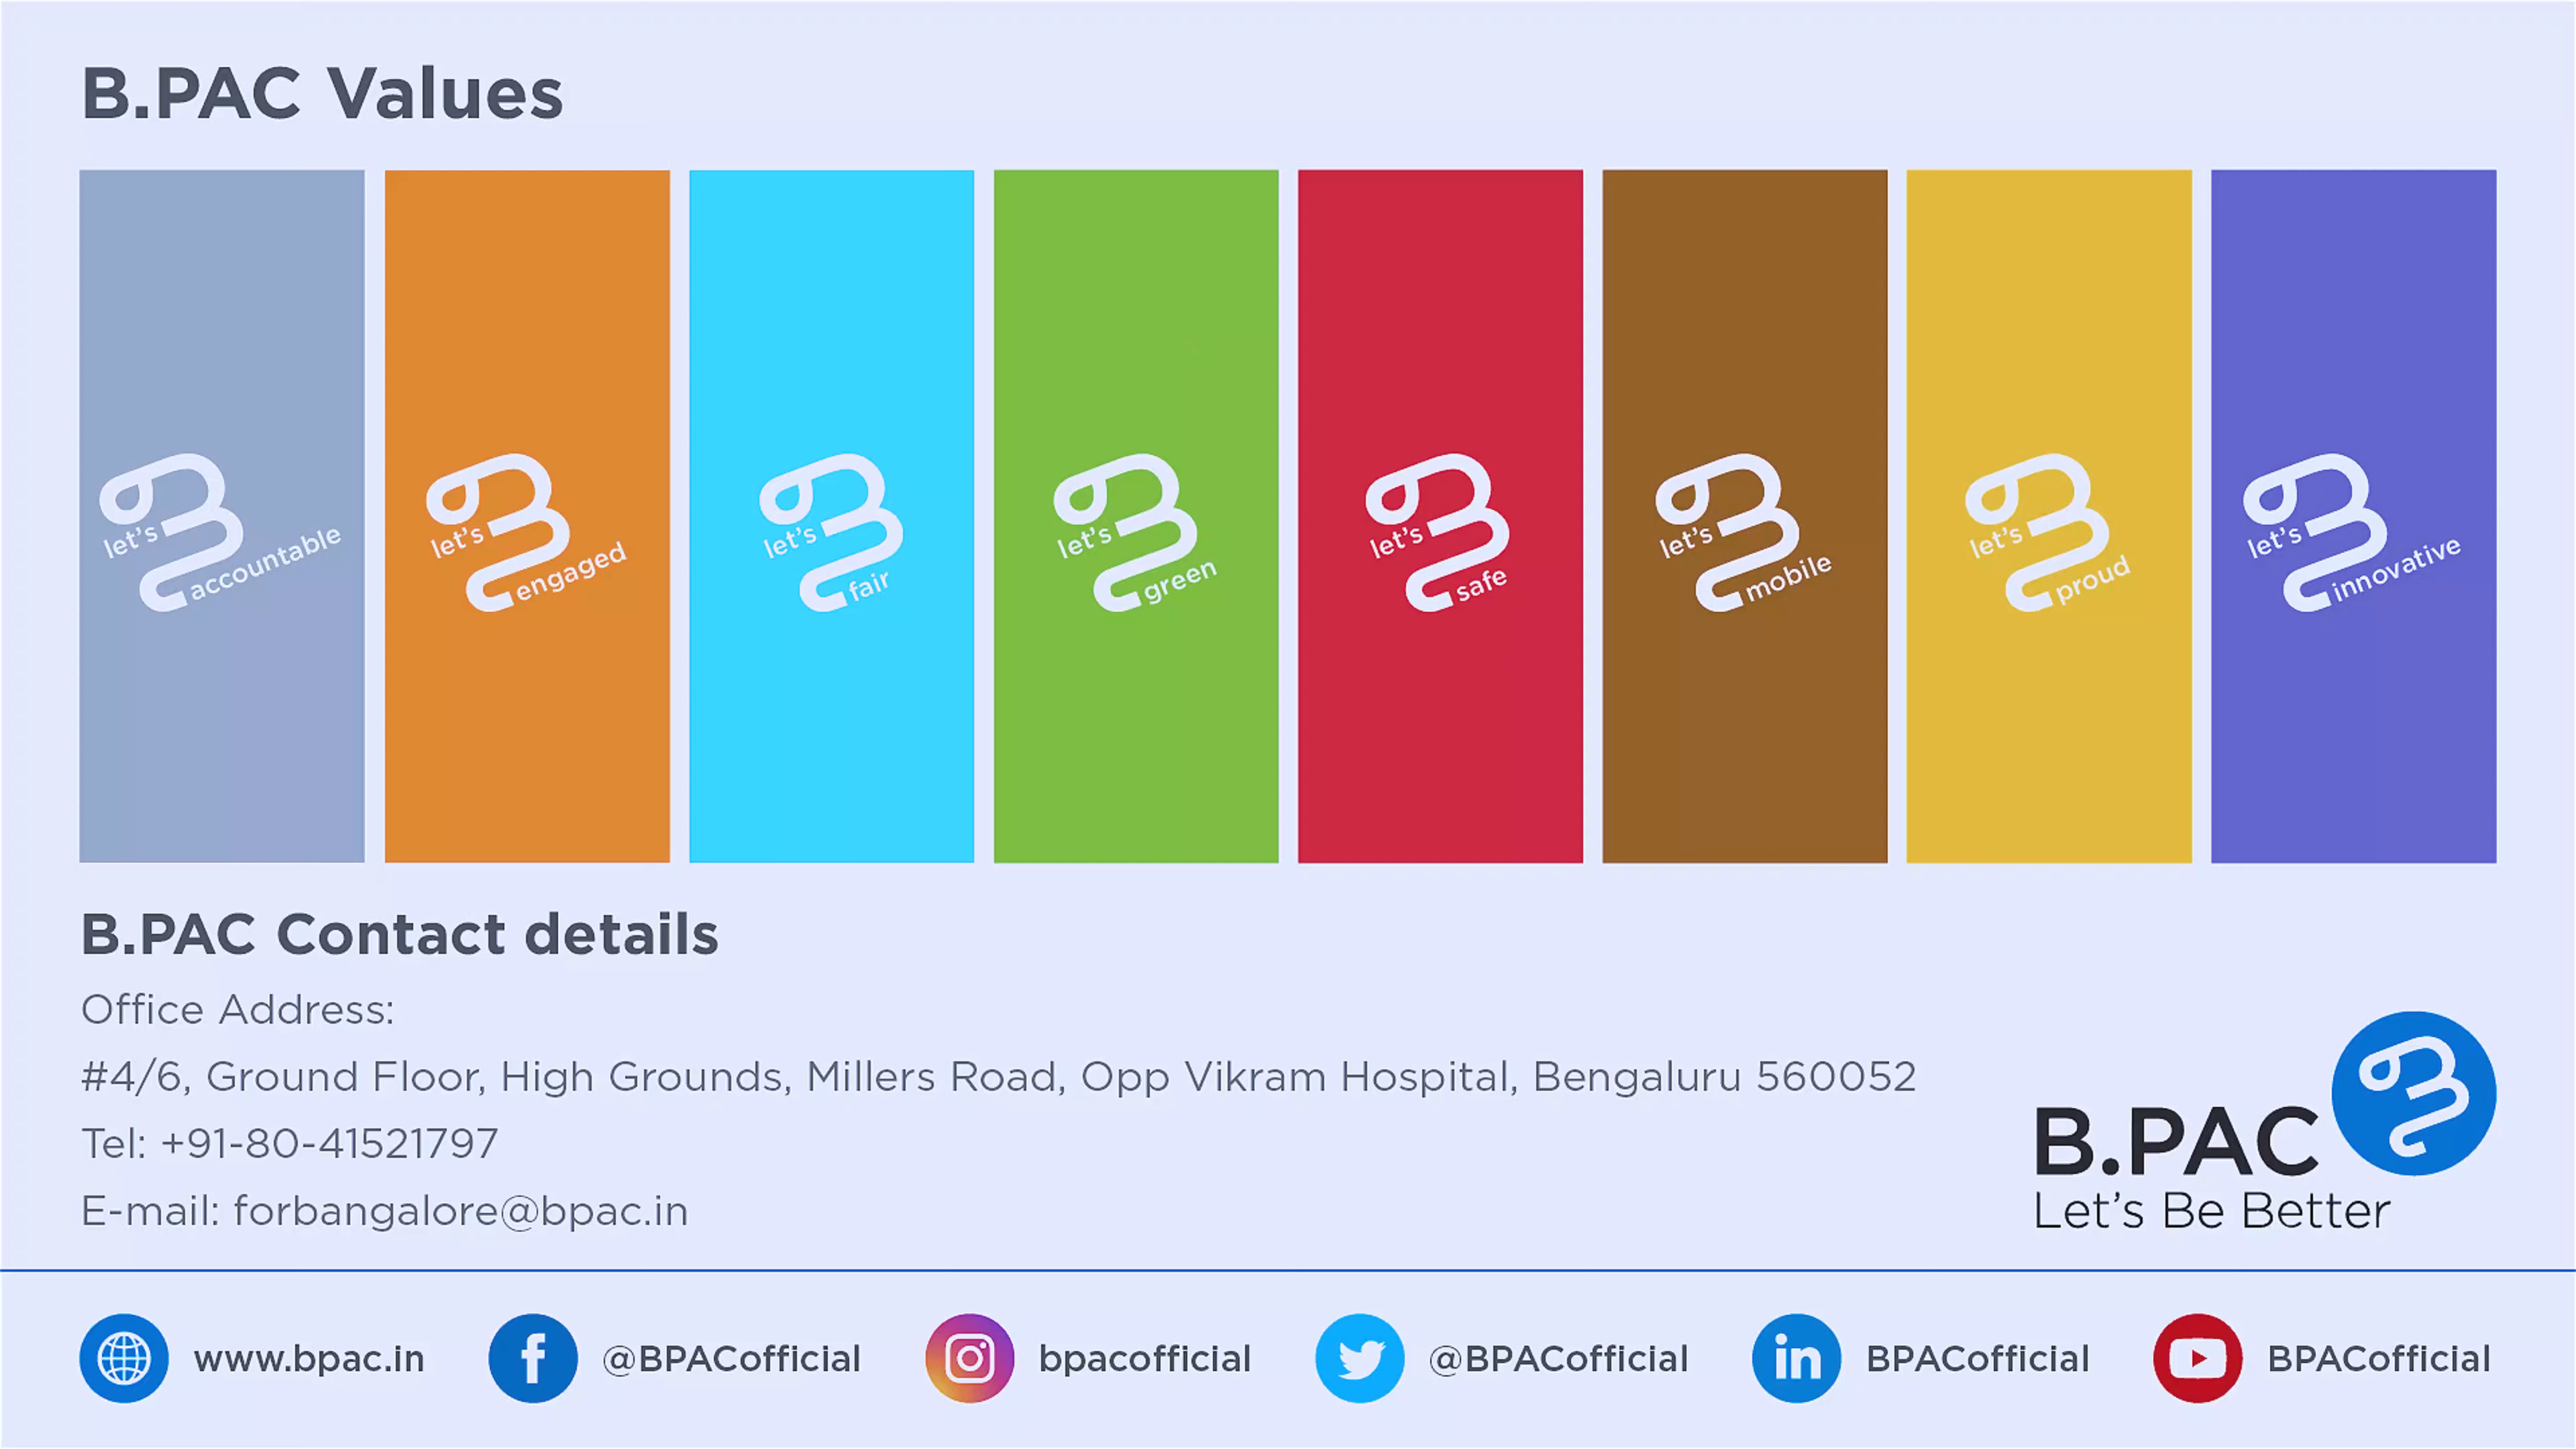 B.PAC Values
let's accountable
let's engaged
let's fair
let's green
let's safe
let's mobile
let's proud
let's innovative
B.PAC Contact details
Office Address:
#4/6, Ground Floor, High Grounds, Millers Road, Opp Vikram Hospital, Bengaluru 560052
Tel: +91-80-41521797
E-mail: forbangalore@bpac.in
B.PAC
Let's Be Better
www.bpac.in
@BPACofficial
bpacofficial
@BPACofficial
BPACofficial
BPACofficial